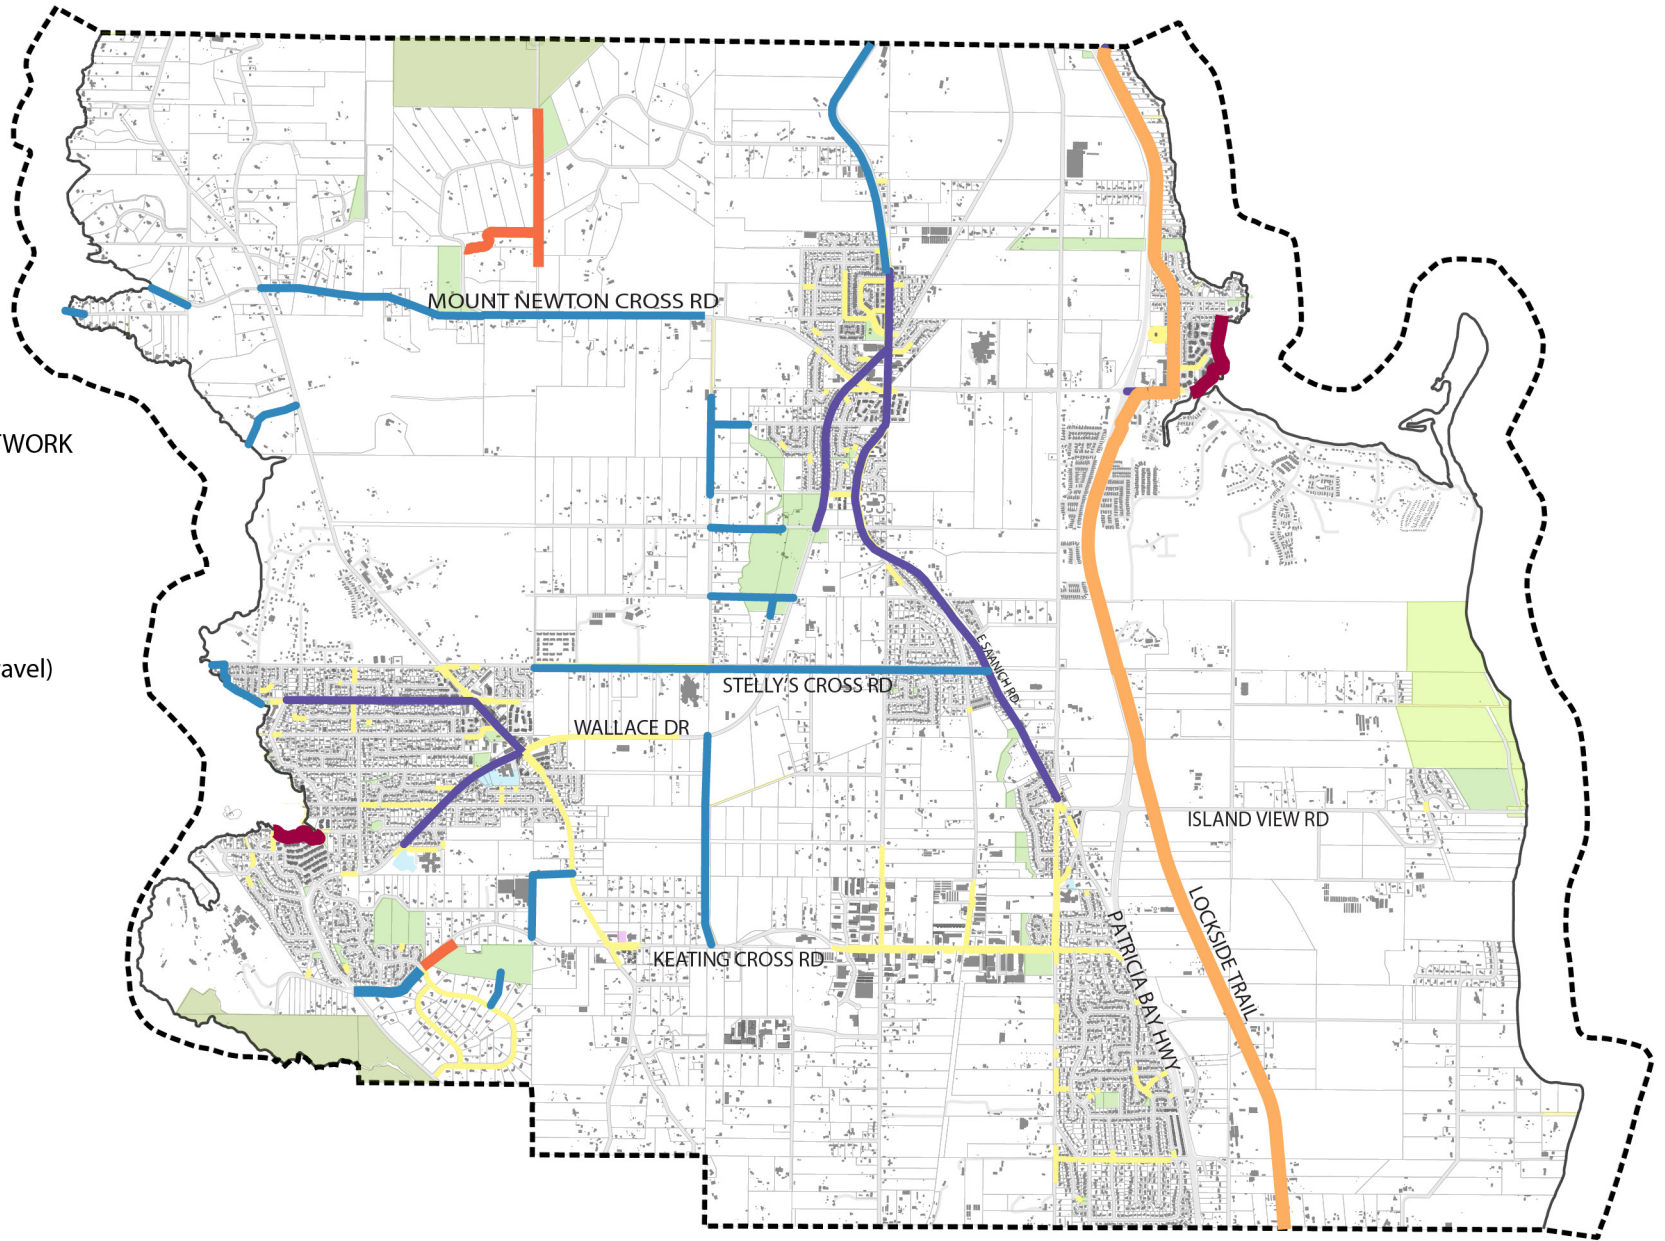 MOUNT NEWTON CROSS RD
TWORK
E SAANICH RD
avel)
STELLY'S CROSS RD
WALLACE DR
ISLAND VIEW RD
LOCKSIDE TRAIL
PATRICIA BAY HWY
KEATING CROSS RD